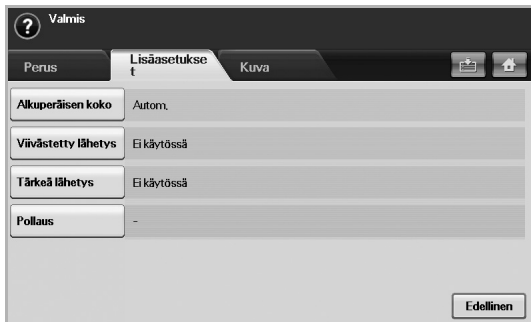 Valmis
Perus
Lisäasetukse
t
Kuva
Alkuperäisen koko
Autom.
Viivästetty lähetys
Ei käytössä
Tärkeä lähetys
Ei käytössä
Pollaus
-
Edellinen